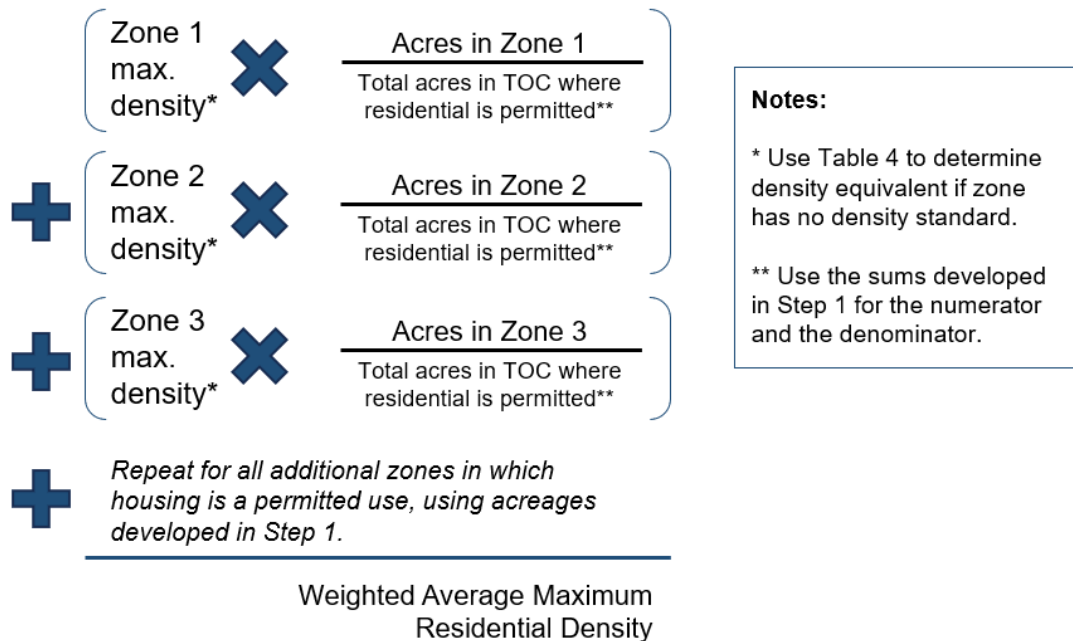 Zone 1
max.
density*
Acres in Zone 1
Total acres in TOC where
residential is permitted**
Zone 2
max.
density*
Acres in Zone 2
Total acres in TOC where
residential is permitted**
Zone 3
max.
density*
Acres in Zone 3
Total acres in TOC where
residential is permitted**
Repeat for all additional zones in which
housing is a permitted use, using acreages
developed in Step 1.
Weighted Average Maximum
Residential Density
Notes:
* Use Table 4 to determine
density equivalent if zone
has no density standard.
** Use the sums developed
in Step 1 for the numerator
and the denominator.